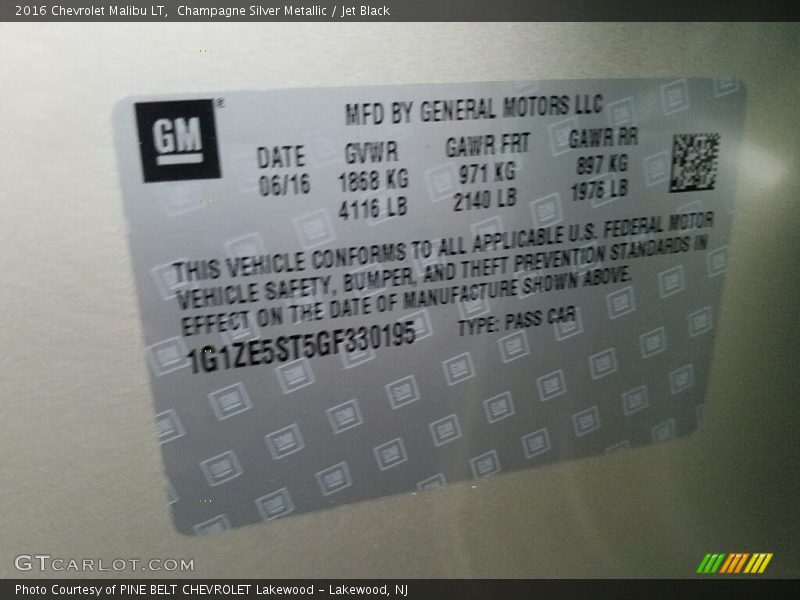 2016 Chevrolet Malibu LT, Champagne Silver Metallic / Jet Black
GM®
MFD BY GENERAL MOTORS LLC
DATE GVWR GAWR FRT GAWR RR
06/16 1868 KG 971 KG 897 KG
4116 LB 2140 LB 1976 LB
THIS VEHICLE CONFORMS TO ALL APPLICABLE U.S. FEDERAL MOTOR
VEHICLE SAFETY, BUMPER, AND THEFT PREVENTION STANDARDS IN
EFFECT ON THE DATE OF MANUFACTURE SHOWN ABOVE.
1G1ZE5ST5GF330195 TYPE: PASS CAR
GTCARLOT.COM
Photo Courtesy of PINE BELT CHEVROLET Lakewood - Lakewood, NJ